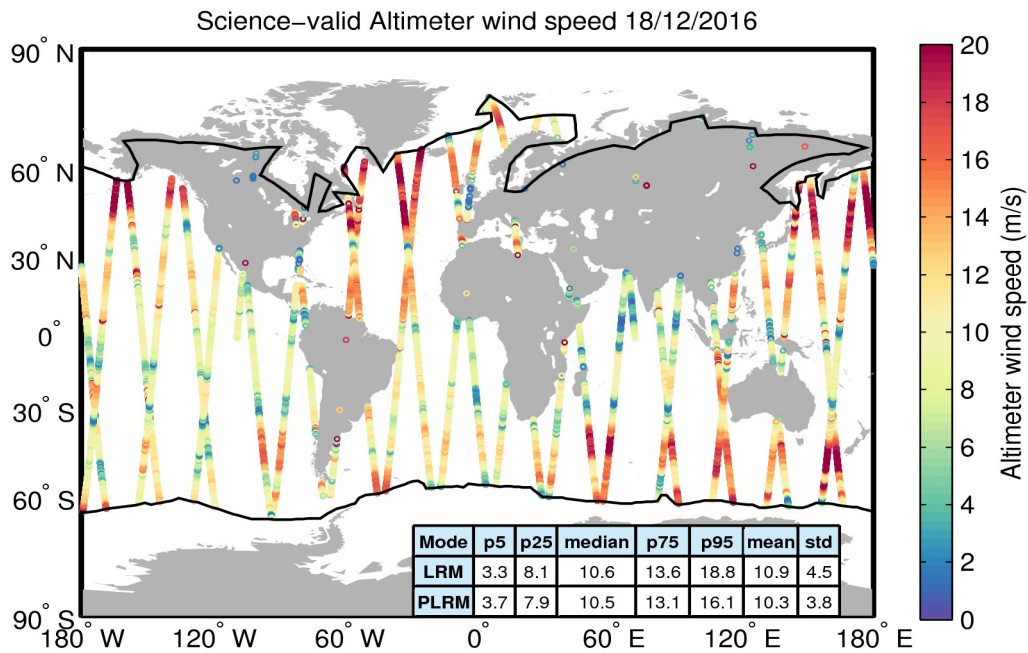 Science−valid Altimeter wind speed 18/12/2016
90° N
60° N
30° N
0°
30° S
60° S
90° S
180° W
120° W
60° W
0°
60° E
120° E
180° E
Mode p5 p25 median p75 p95 mean std
LRM 3.3 8.1 10.6 13.6 18.8 10.9 4.5
PLRM 3.7 7.9 10.5 13.1 16.1 10.3 3.8
20
18
16
14
12
10
8
6
4
2
0
Altimeter wind speed (m/s)